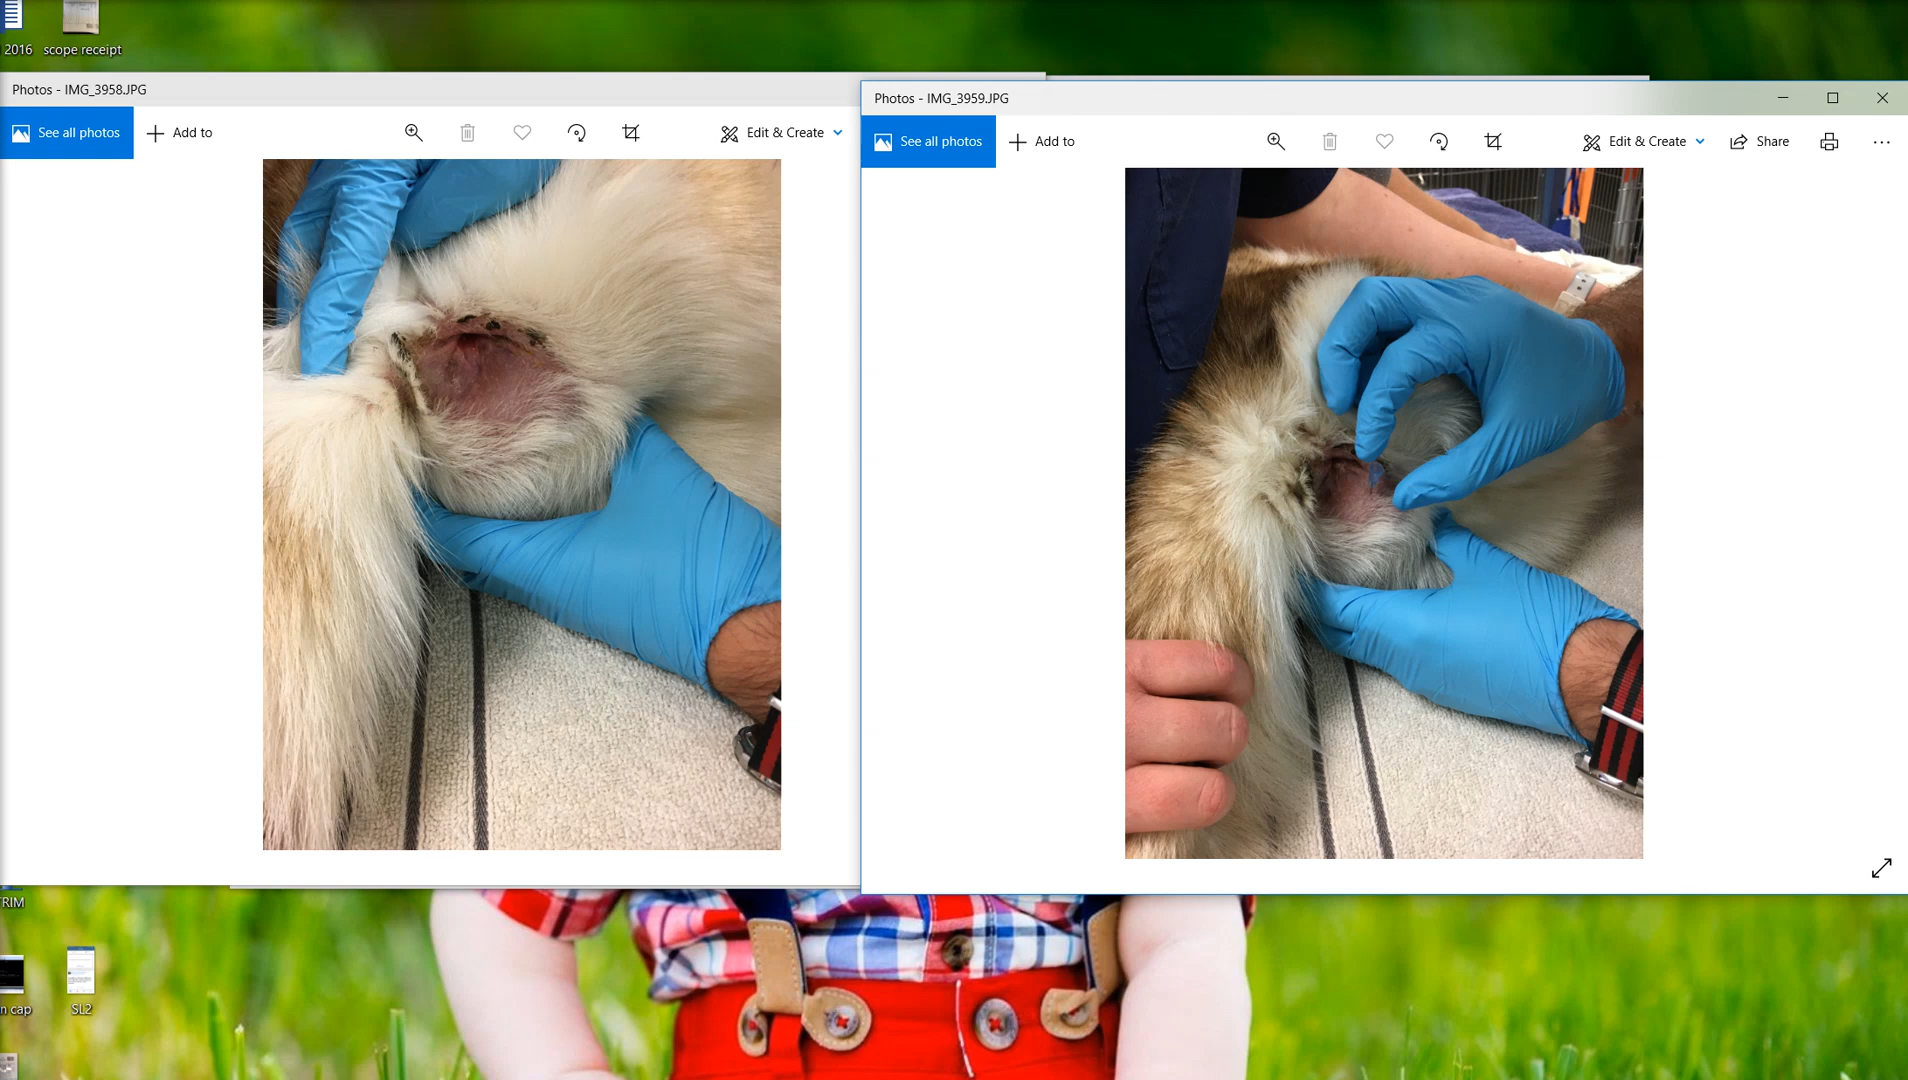 2016
scope receipt
Photos - IMG_3958.JPG
See all photos
Add to
Edit & Create
Photos - IMG_3959.JPG
See all photos
Add to
Edit & Create
Share
TRIM
n cap
SL2